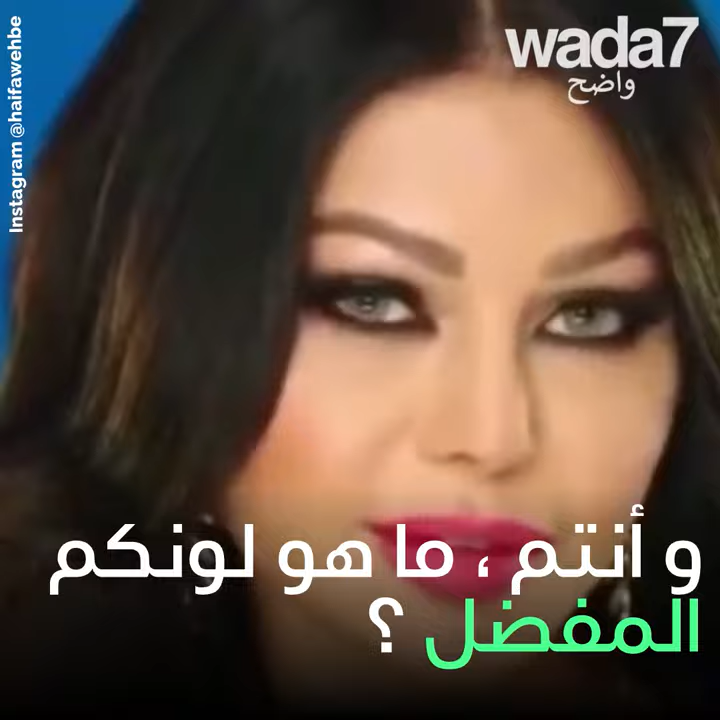 Instagram @haifawehbe
wada7
واضح
و أنتم ، ما هو لونكم
المفضل ؟